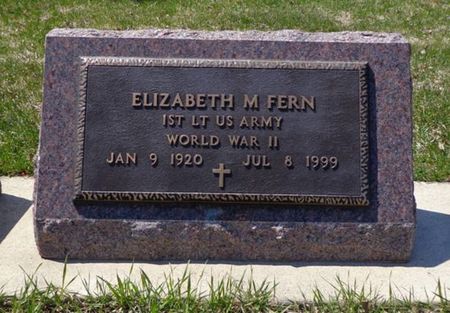 ELIZABETH M FERN
1ST LT US ARMY
WORLD WAR II
JAN 9 1920 JUL 8 1999